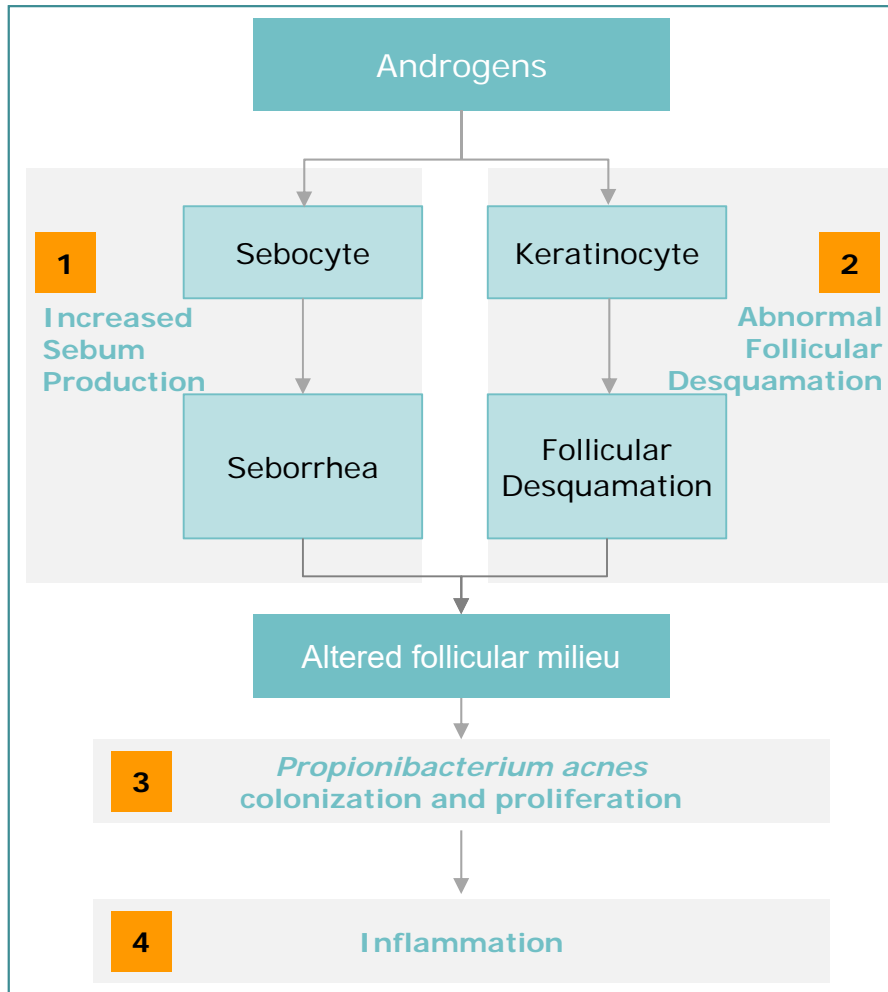 Androgens
1
Sebocyte
Keratinocyte
2
Increased
Sebum
Production
Abnormal
Follicular
Desquamation
Seborrhea
Follicular
Desquamation
Altered follicular milieu
3
Propionibacterium acnes
colonization and proliferation
4
Inflammation